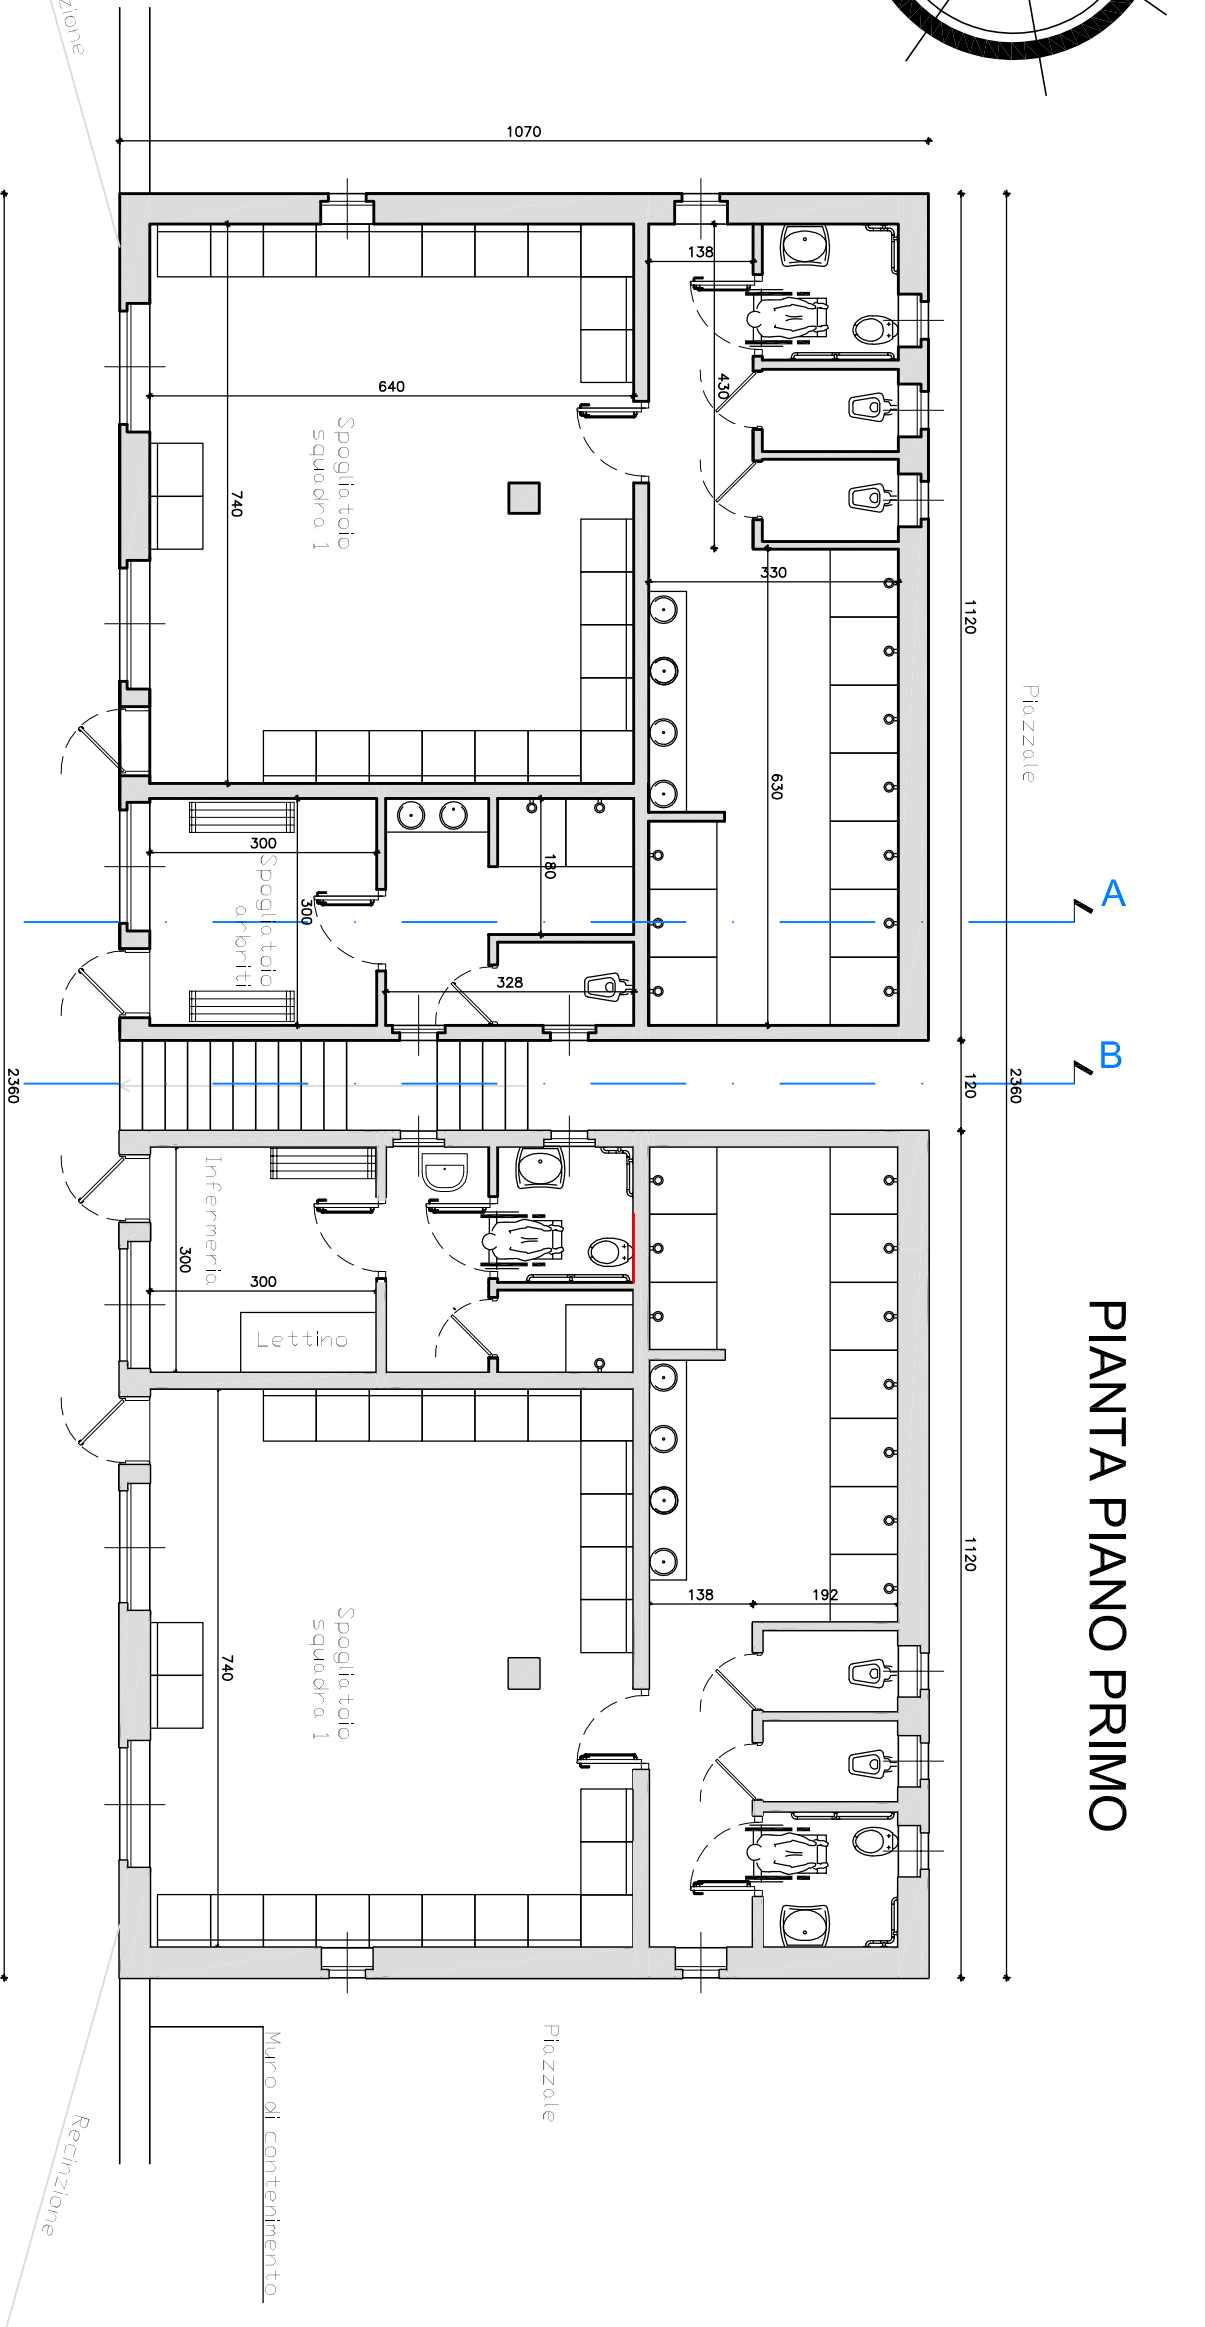 zione
1070
138
640
430
Spogliatoio
squadra 1
740
330
1120
Piazzale
630
300
180
Spogliatoio
arbriti
300
328
A
B
2360
120
2360
Infermeria
300
300
Lettino
PIANTA PIANO PRIMO
1120
138
192
Spogliatoio
squadra 1
740
Piazzale
Muro di contenimento
Recinzione